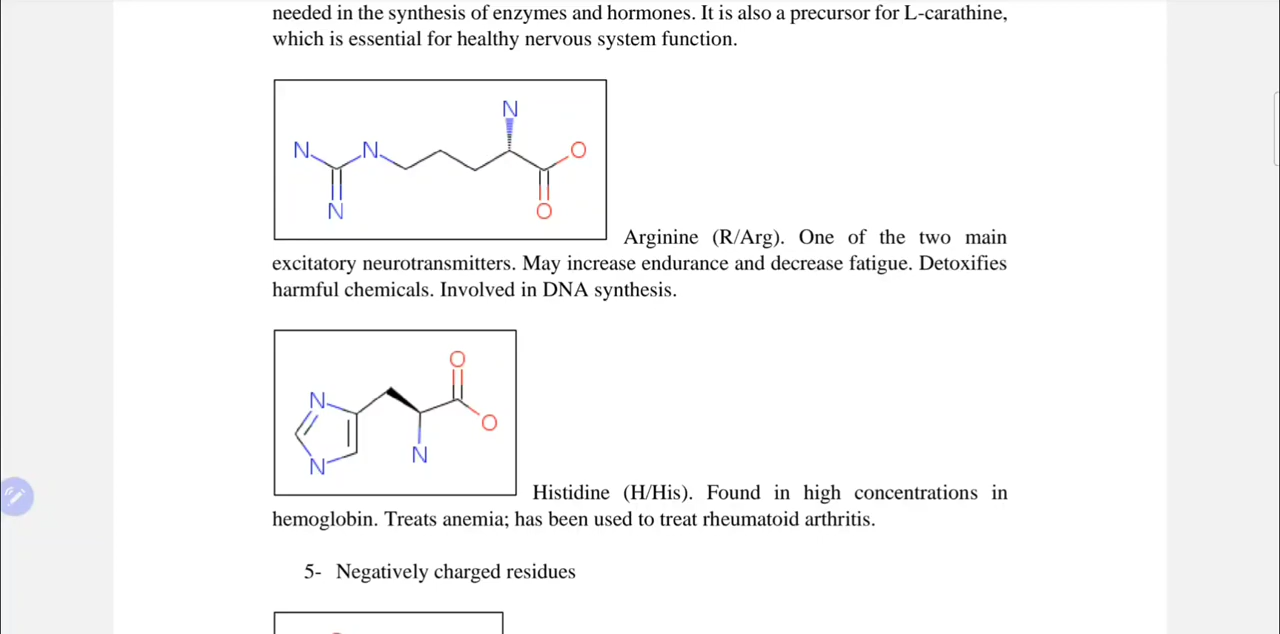 needed in the synthesis of enzymes and hormones. It is also a precursor for L-carathine,
which is essential for healthy nervous system function.
N
N
N
O
N
O
Arginine (R/Arg). One of the two main
excitatory neurotransmitters. May increase endurance and decrease fatigue. Detoxifies
harmful chemicals. Involved in DNA synthesis.
O
N
O
N
N
Histidine (H/His). Found in high concentrations in
hemoglobin. Treats anemia; has been used to treat rheumatoid arthritis.
5- Negatively charged residues